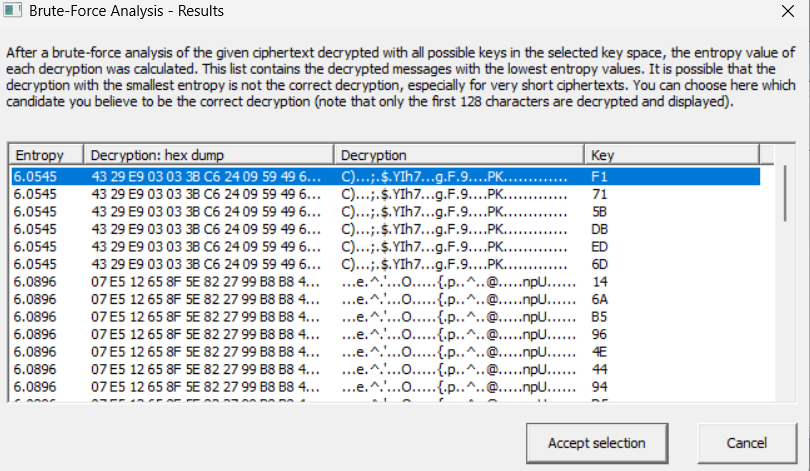 Brute-Force Analysis - Results
After a brute-force analysis of the given ciphertext decrypted with all possible keys in the selected key space, the entropy value of
each decryption was calculated. This list contains the decrypted messages with the lowest entropy values. It is possible that the
decryption with the smallest entropy is not the correct decryption, especially for very short ciphertexts. You can choose here which
candidate you believe to be the correct decryption (note that only the first 128 characters are decrypted and displayed).
Entropy Decryption: hex dump Decryption Key
6.0545 43 29 E9 03 03 3B C6 24 09 59 49 6... C)...;.$.YIh7...g.F.9....PK............. F1
6.0545 43 29 E9 03 03 3B C6 24 09 59 49 6... C)...;.$.YIh7...g.F.9....PK............. 71
6.0545 43 29 E9 03 03 3B C6 24 09 59 49 6... C)...;.$.YIh7...g.F.9....PK............. 5B
6.0545 43 29 E9 03 03 3B C6 24 09 59 49 6... C)...;.$.YIh7...g.F.9....PK............. DB
6.0545 43 29 E9 03 03 3B C6 24 09 59 49 6... C)...;.$.YIh7...g.F.9....PK............. ED
6.0545 43 29 E9 03 03 3B C6 24 09 59 49 6... C)...;.$.YIh7...g.F.9....PK............. 6D
6.0896 07 E5 12 65 8F 5E 82 27 99 B8 B8 4... ...e.^.'...O.....{.p..^..@.....npU...... 14
6.0896 07 E5 12 65 8F 5E 82 27 99 B8 B8 4... ...e.^.'...O.....{.p..^..@.....npU...... 6A
6.0896 07 E5 12 65 8F 5E 82 27 99 B8 B8 4... ...e.^.'...O.....{.p..^..@.....npU...... B5
6.0896 07 E5 12 65 8F 5E 82 27 99 B8 B8 4... ...e.^.'...O.....{.p..^..@.....npU...... 96
6.0896 07 E5 12 65 8F 5E 82 27 99 B8 B8 4... ...e.^.'...O.....{.p..^..@.....npU...... 4E
6.0896 07 E5 12 65 8F 5E 82 27 99 B8 B8 4... ...e.^.'...O.....{.p..^..@.....npU...... 44
6.0896 07 E5 12 65 8F 5E 82 27 99 B8 B8 4... ...e.^.'...O.....{.p..^..@.....npU...... 94
Accept selection Cancel